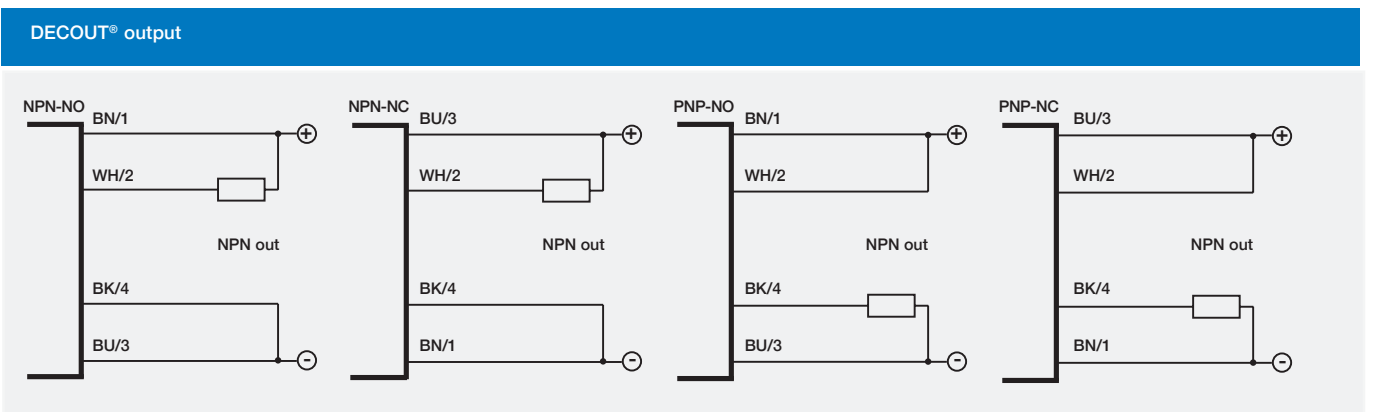 DECOUT® output
NPN-NO
BN/1
+
WH/2
NPN out
BK/4
BU/3
-
NPN-NC
BU/3
+
WH/2
NPN out
BK/4
BN/1
-
PNP-NO
BN/1
+
WH/2
NPN out
BK/4
BU/3
-
PNP-NC
BU/3
+
WH/2
NPN out
BK/4
BN/1
-